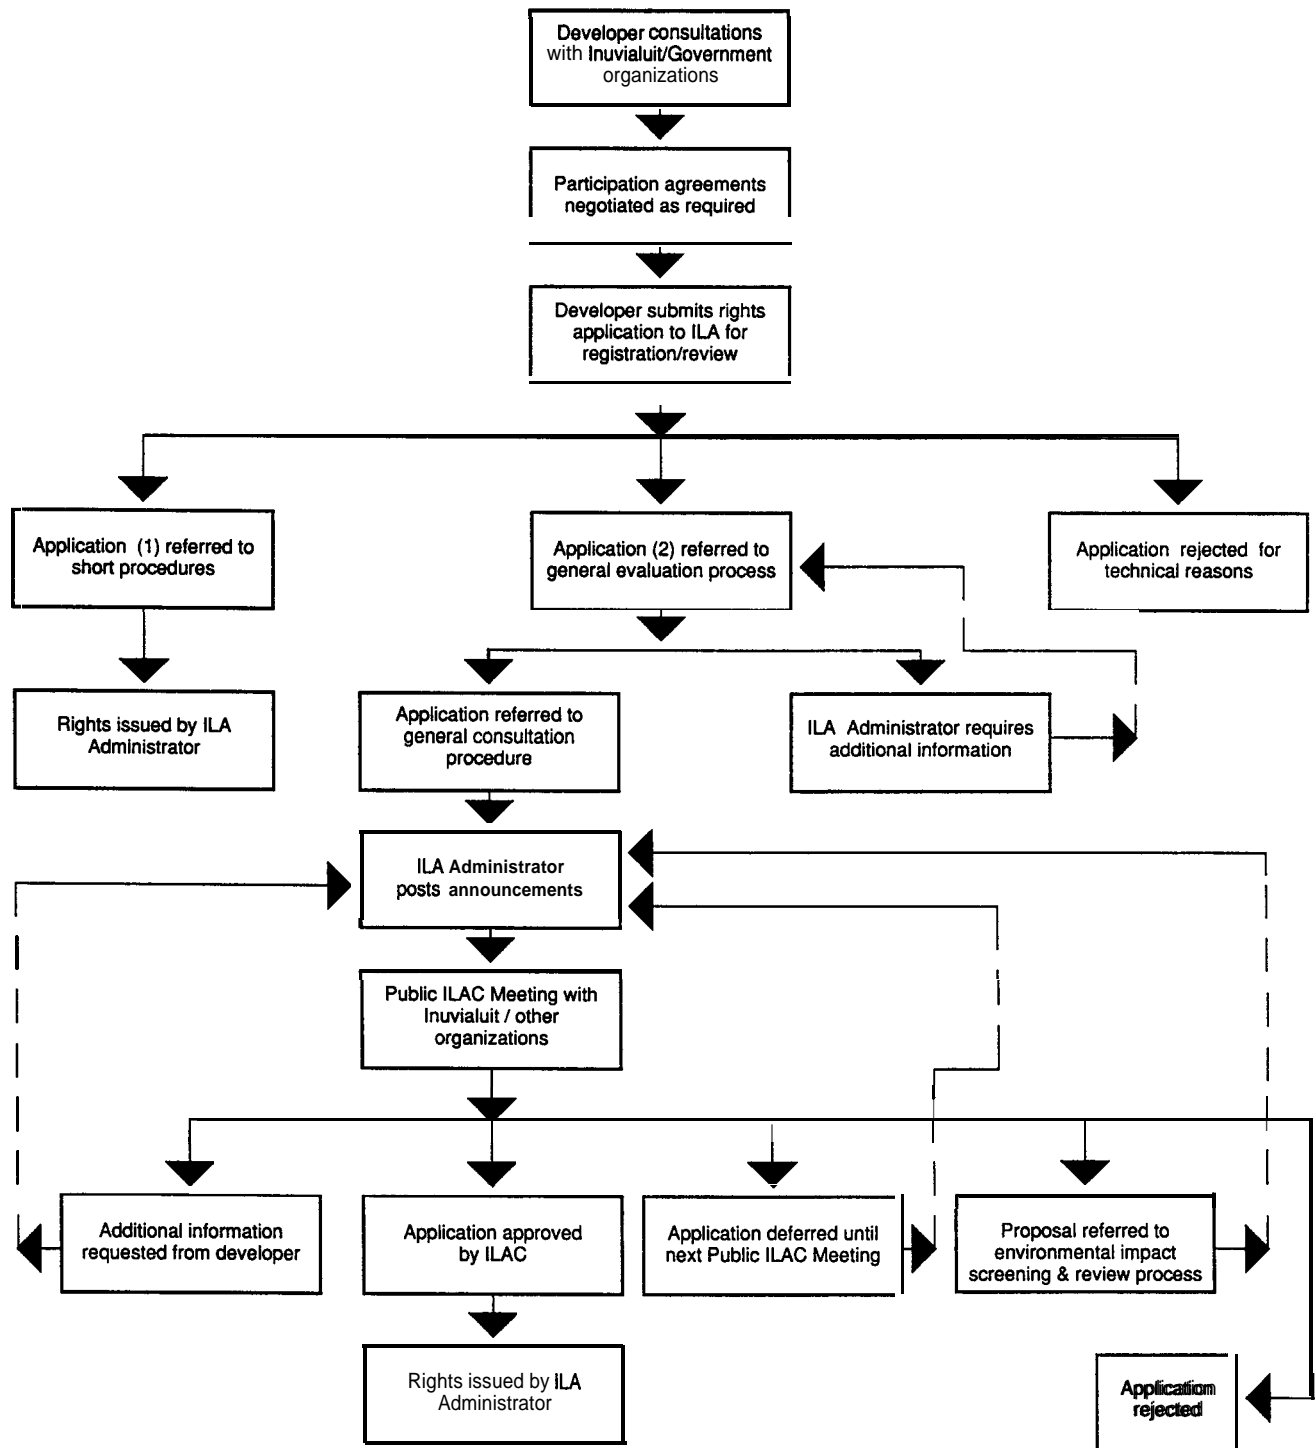 Developer consultations
with Inuvialuit/Government
organizations
Participation agreements
negotiated as required
Developer submits rights
application to ILA for
registration/review
Application (1) referred to
short procedures
Application (2) referred to
general evaluation process
Application rejected for
technical reasons
Rights issued by ILA
Administrator
Application referred to
general consultation
procedure
ILA Administrator requires
additional information
ILA Administrator
posts announcements
Public ILAC Meeting with
Inuvialuit / other
organizations
Additional information
requested from developer
Application approved
by ILAC
Application deferred until
next Public ILAC Meeting
Proposal referred to
environmental impact
screening & review process
Rights issued by ILA
Administrator
Application
rejected